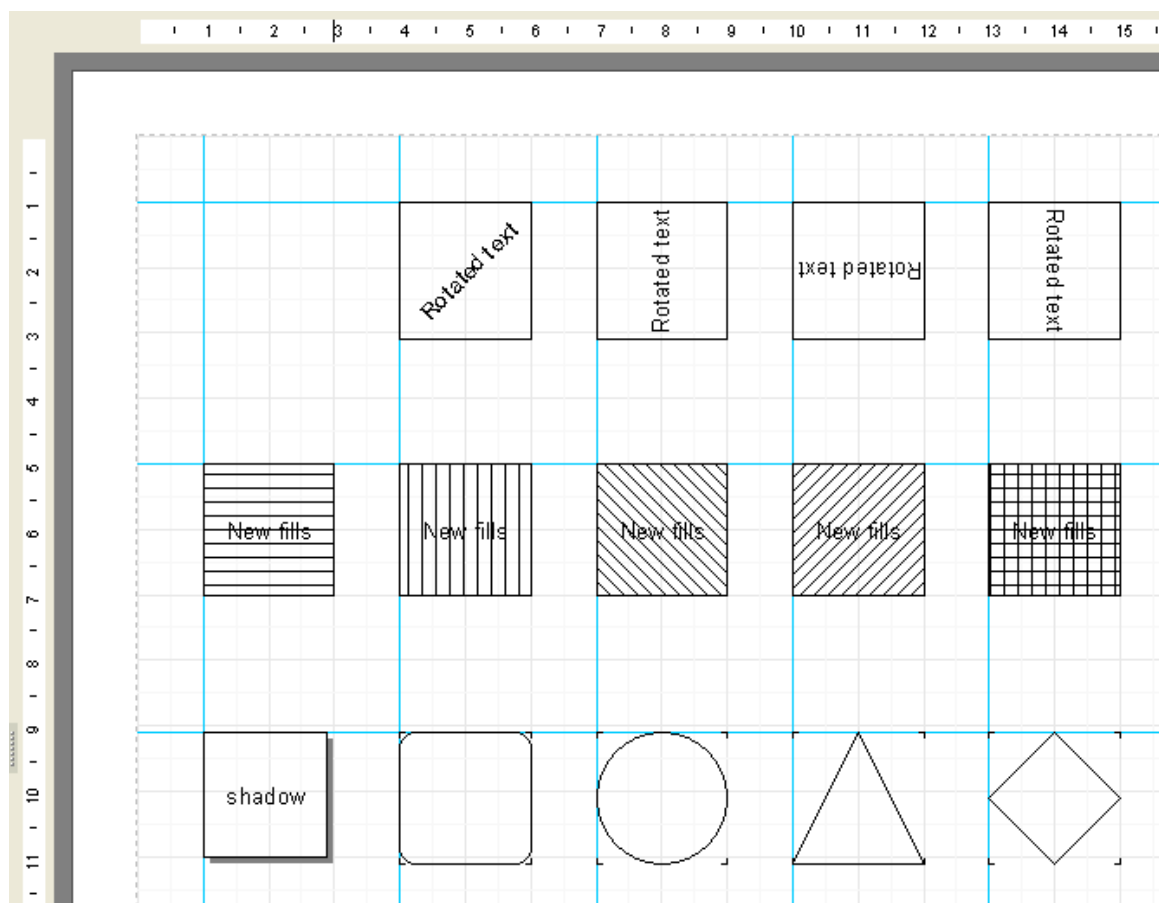 1 2 3 4 5 6 7 8 9 10 11 12 13 14 15
1
2
3
4
5
6
7
8
9
10
11
Rotated text Rotated text Rotated text Rotated text
New fills New fills New fills New fills New fills
shadow